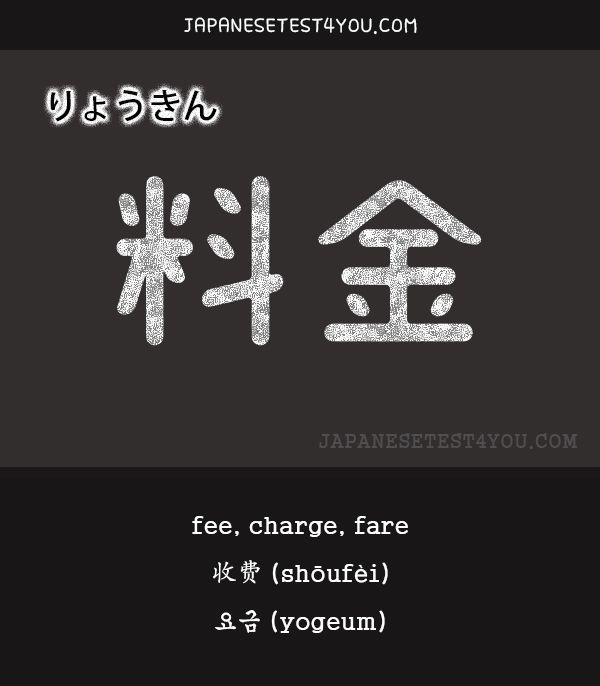 JAPANESETEST4YOU.COM
りょうきん
料金
JAPANESETEST4YOU.COM
fee, charge, fare
收费 (shōufèi)
요금 (yogeum)